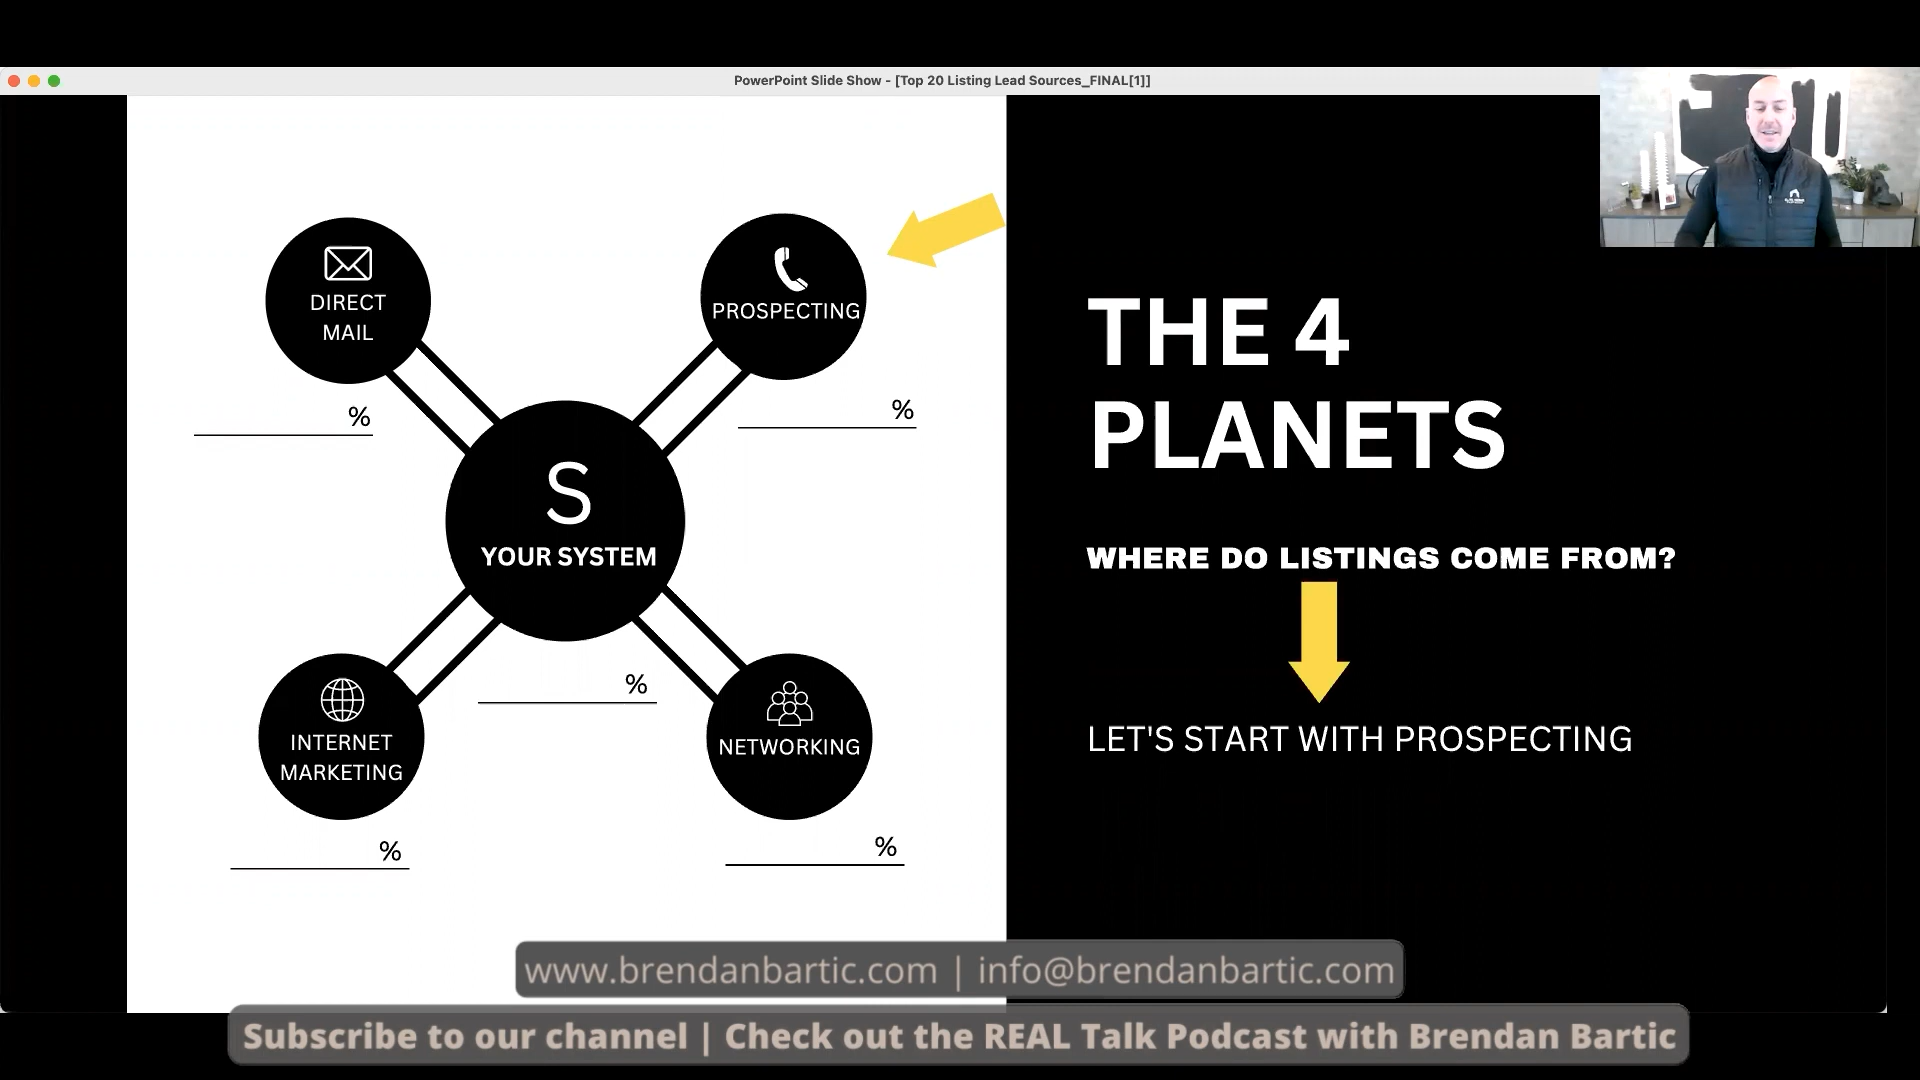 PowerPoint Slide Show - [Top 20 Listing Lead Sources_FINAL[1]]
DIRECT
MAIL
%
PROSPECTING
%
S
YOUR SYSTEM
%
INTERNET
MARKETING
%
NETWORKING
%
THE 4
PLANETS
WHERE DO LISTINGS COME FROM?
LET'S START WITH PROSPECTING
www.brendanbartic.com | info@brendanbartic.com
Subscribe to our channel | Check out the REAL Talk Podcast with Brendan Bartic